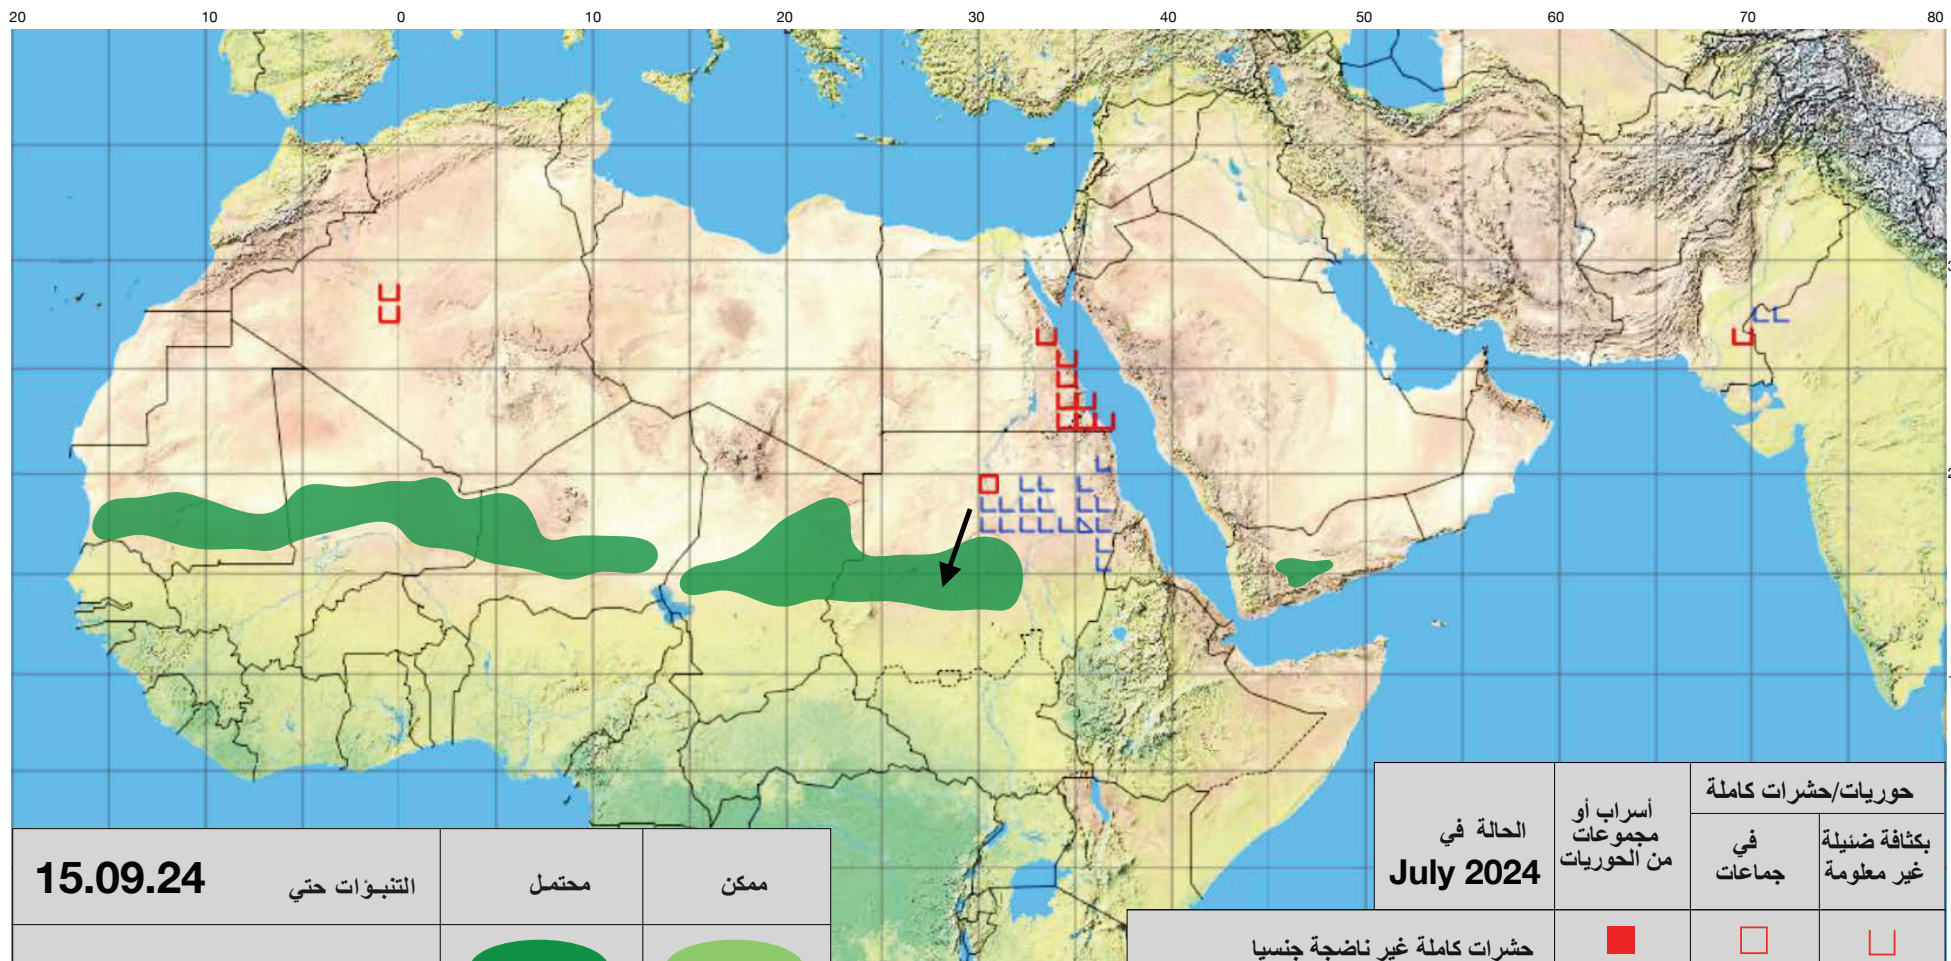 20 10 0 10 20 30 40 50 60 70 80
الحالة في
July 2024
أسراب أو
مجموعات
من الحوريات
حوريات/حشرات كاملة
في
جماعات
بكثافة ضئيلة
غير معلومة
حشرات كاملة غير ناضجة جنسيا
التنبـؤات حتي
15.09.24
محتمـل
ممكن